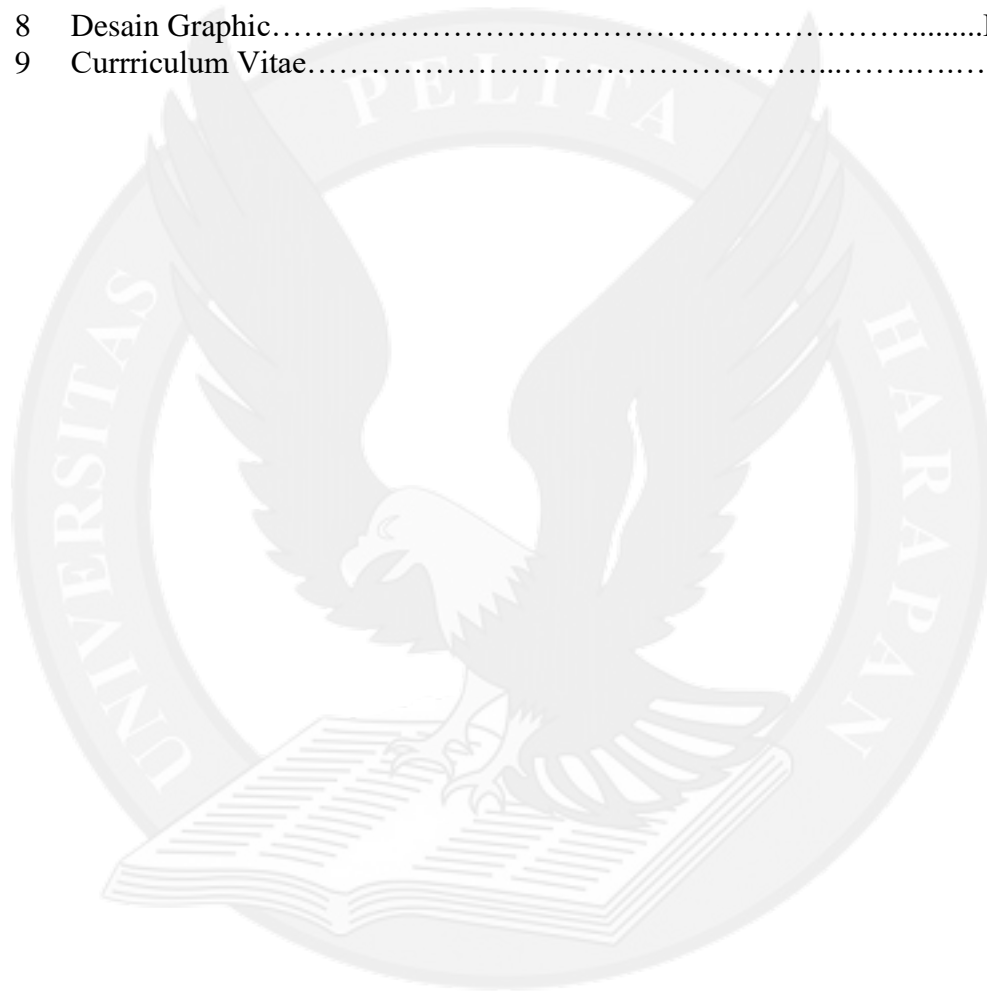 8 Desain Graphic……………………………………………………….........
9 Currriculum Vitae…………………………………………...…….….…
UNIVERSITAS PELITA HARAPAN